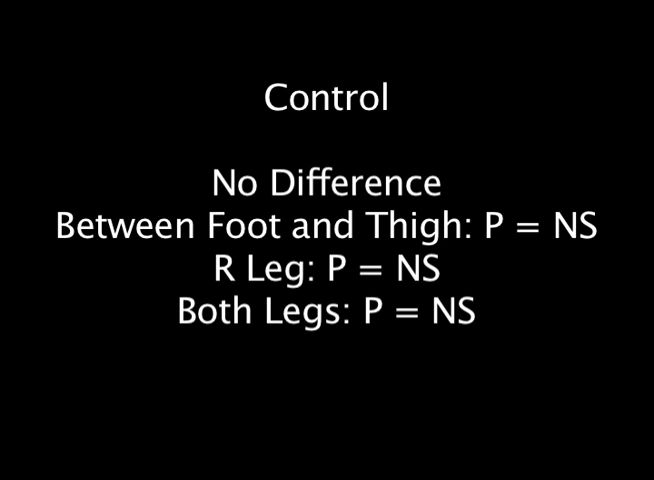 Control
No Difference
Between Foot and Thigh: P = NS
R Leg: P = NS
Both Legs: P = NS